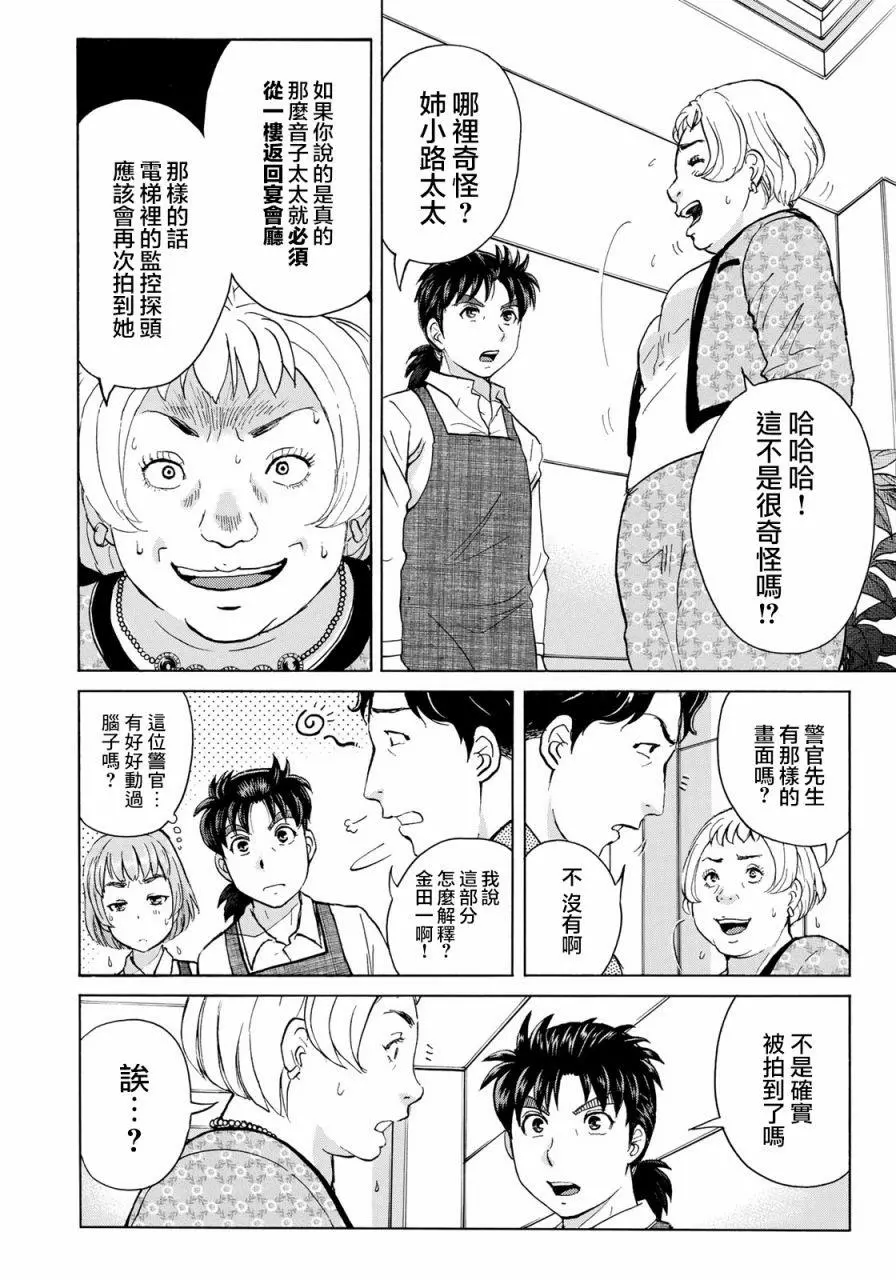 哈哈哈！
這不是很奇怪嗎!?
哪裡奇怪？
姉小路太太
如果你說的是真的
那麼音子太太就必須
從一樓返回宴會廳
那樣的話
電梯裡的監控探頭
應該會再次拍到她
警官先生
有那樣的
畫面嗎？
不 沒有啊
我說
這部分
怎麼解釋？
金田一啊！
這位警官…
有好好動過
腦子嗎？
不是確實
被拍到了嗎
誒…？